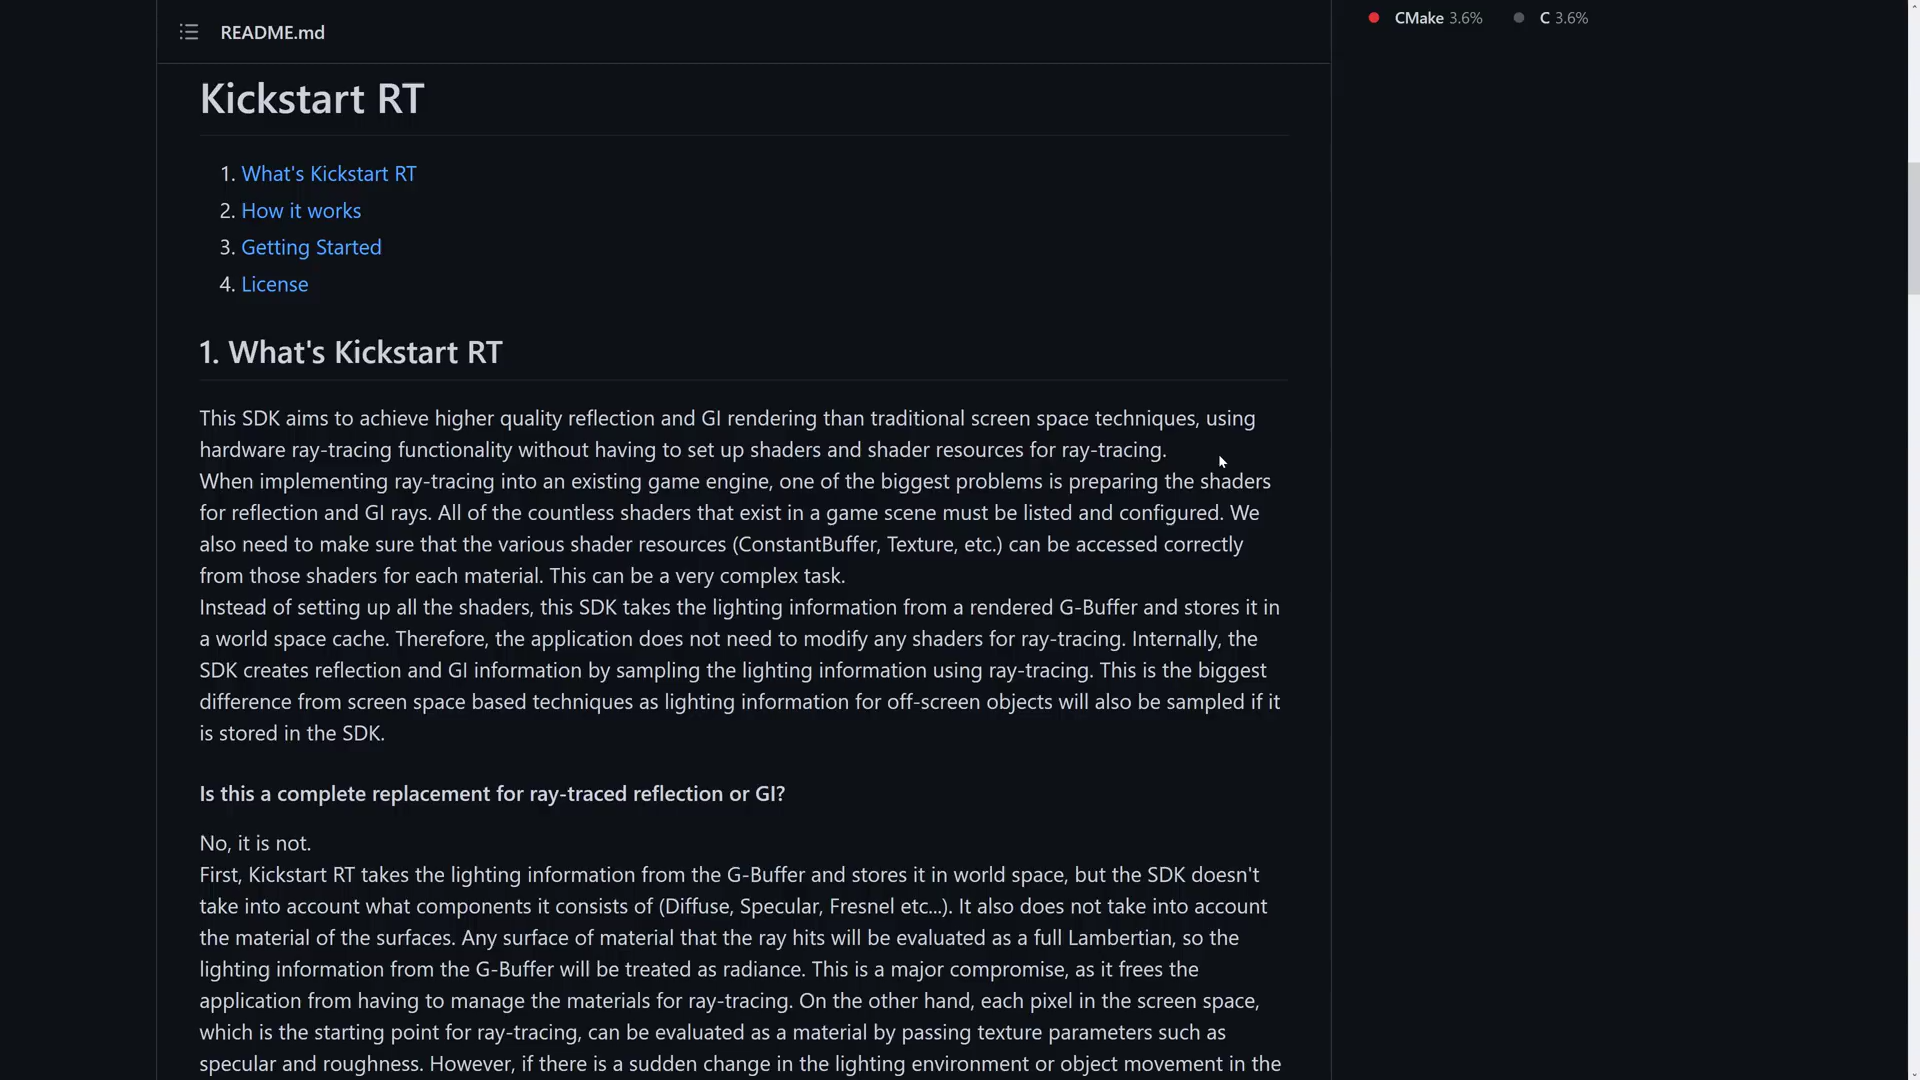 README.md
CMake 3.6%
C 3.6%
Kickstart RT
1. What's Kickstart RT
2. How it works
3. Getting Started
4. License
1. What's Kickstart RT
This SDK aims to achieve higher quality reflection and GI rendering than traditional screen space techniques, using
hardware ray-tracing functionality without having to set up shaders and shader resources for ray-tracing.
When implementing ray-tracing into an existing game engine, one of the biggest problems is preparing the shaders
for reflection and GI rays. All of the countless shaders that exist in a game scene must be listed and configured. We
also need to make sure that the various shader resources (ConstantBuffer, Texture, etc.) can be accessed correctly
from those shaders for each material. This can be a very complex task.
Instead of setting up all the shaders, this SDK takes the lighting information from a rendered G-Buffer and stores it in
a world space cache. Therefore, the application does not need to modify any shaders for ray-tracing. Internally, the
SDK creates reflection and GI information by sampling the lighting information using ray-tracing. This is the biggest
difference from screen space based techniques as lighting information for off-screen objects will also be sampled if it
is stored in the SDK.
Is this a complete replacement for ray-traced reflection or GI?
No, it is not.
First, Kickstart RT takes the lighting information from the G-Buffer and stores it in world space, but the SDK doesn't
take into account what components it consists of (Diffuse, Specular, Fresnel etc...). It also does not take into account
the material of the surfaces. Any surface of material that the ray hits will be evaluated as a full Lambertian, so the
lighting information from the G-Buffer will be treated as radiance. This is a major compromise, as it frees the
application from having to manage the materials for ray-tracing. On the other hand, each pixel in the screen space,
which is the starting point for ray-tracing, can be evaluated as a material by passing texture parameters such as
specular and roughness. However, if there is a sudden change in the lighting environment or object movement in the